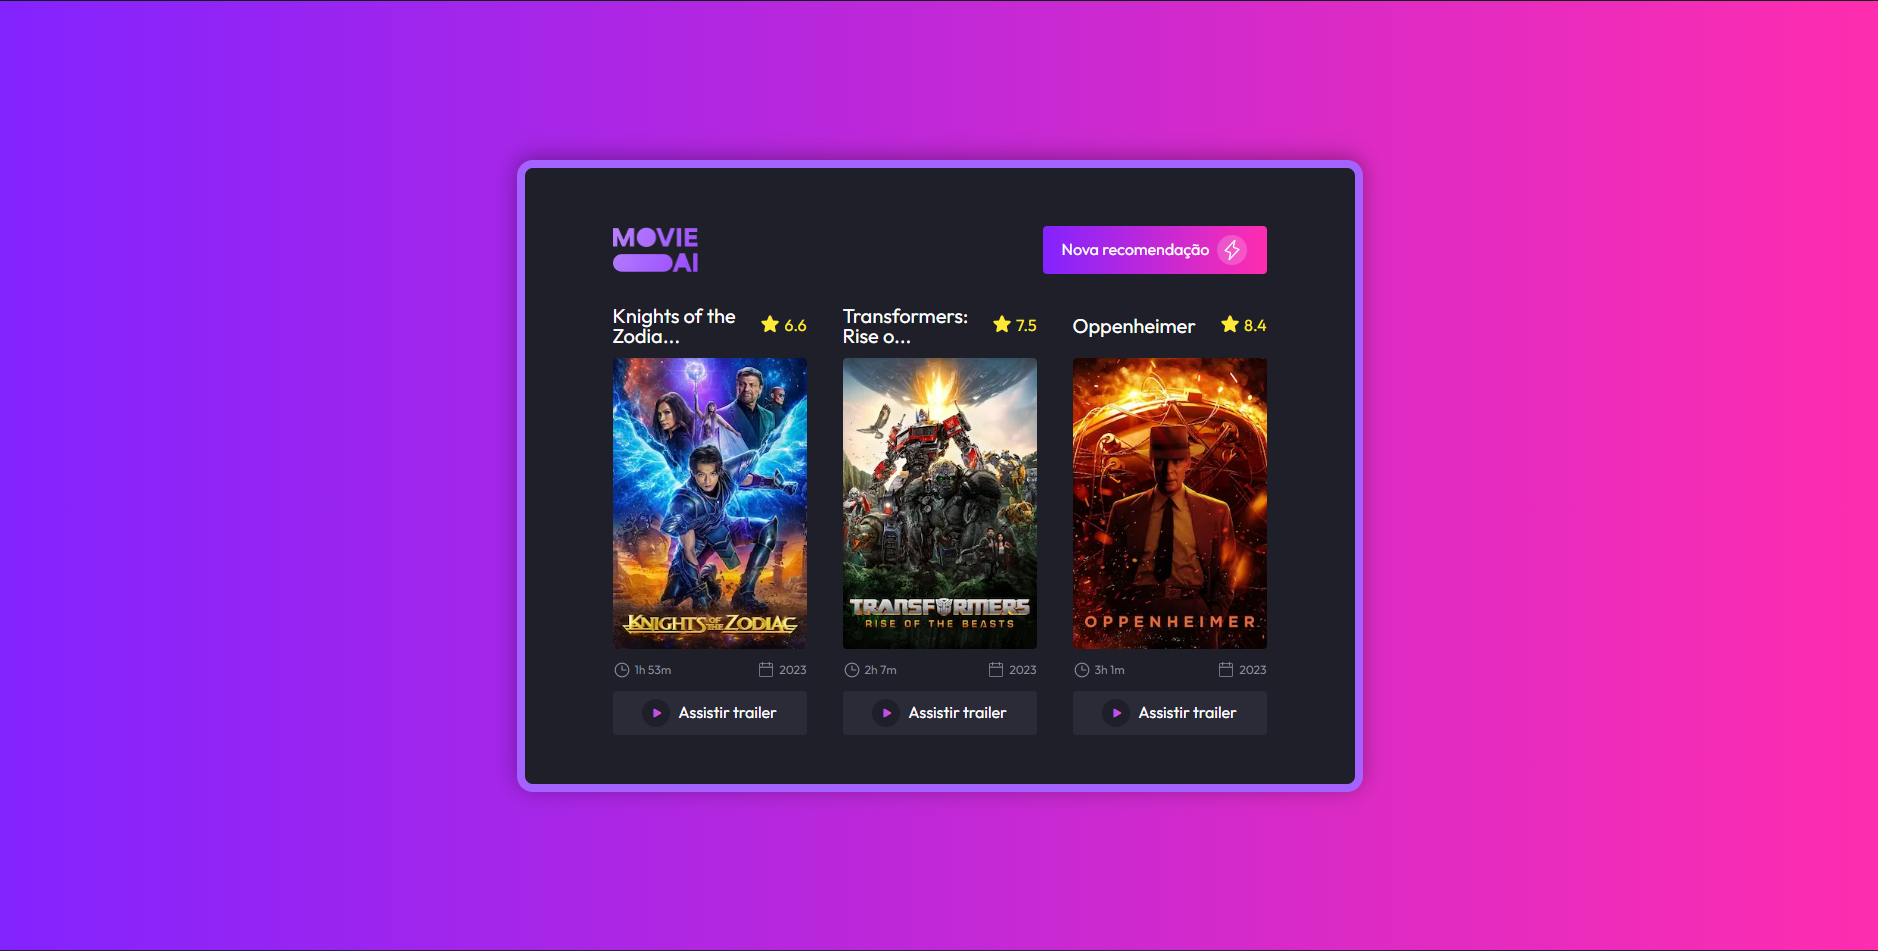 MOVIE
AI
Nova recomendação
Knights of the
Zodia...
6.6
Transformers:
Rise o...
7.5
Oppenheimer
8.4
KNIGHTS OF THE ZODIAC
TRANSFORMERS
RISE OF THE BEASTS
OPPENHEIMER
1h 53m
2023
2h 7m
2023
3h 1m
2023
Assistir trailer
Assistir trailer
Assistir trailer